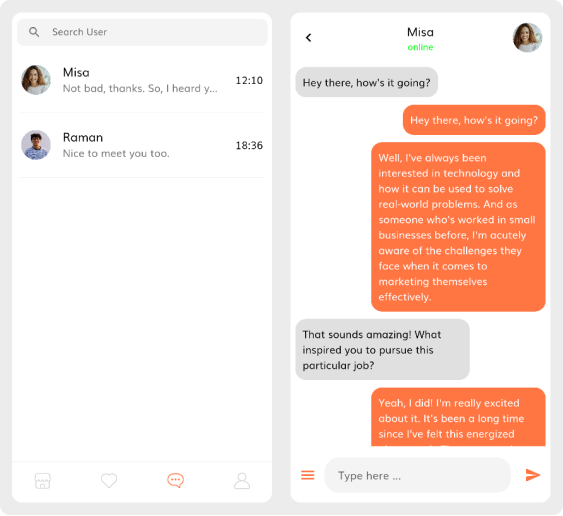 Search User
Misa
Not bad, thanks. So, I heard y...
12:10
Raman
Nice to meet you too.
18:36
Misa
online
Hey there, how's it going?
Hey there, how's it going?
Well, I've always been
interested in technology and
how it can be used to solve
real-world problems. And as
someone who's worked in small
businesses before, I'm acutely
aware of the challenges they
face when it comes to
marketing themselves
effectively.
That sounds amazing! What
inspired you to pursue this
particular job?
Yeah, I did! I'm really excited
about it. It's been a long time
since I've felt this energized
Type here ...